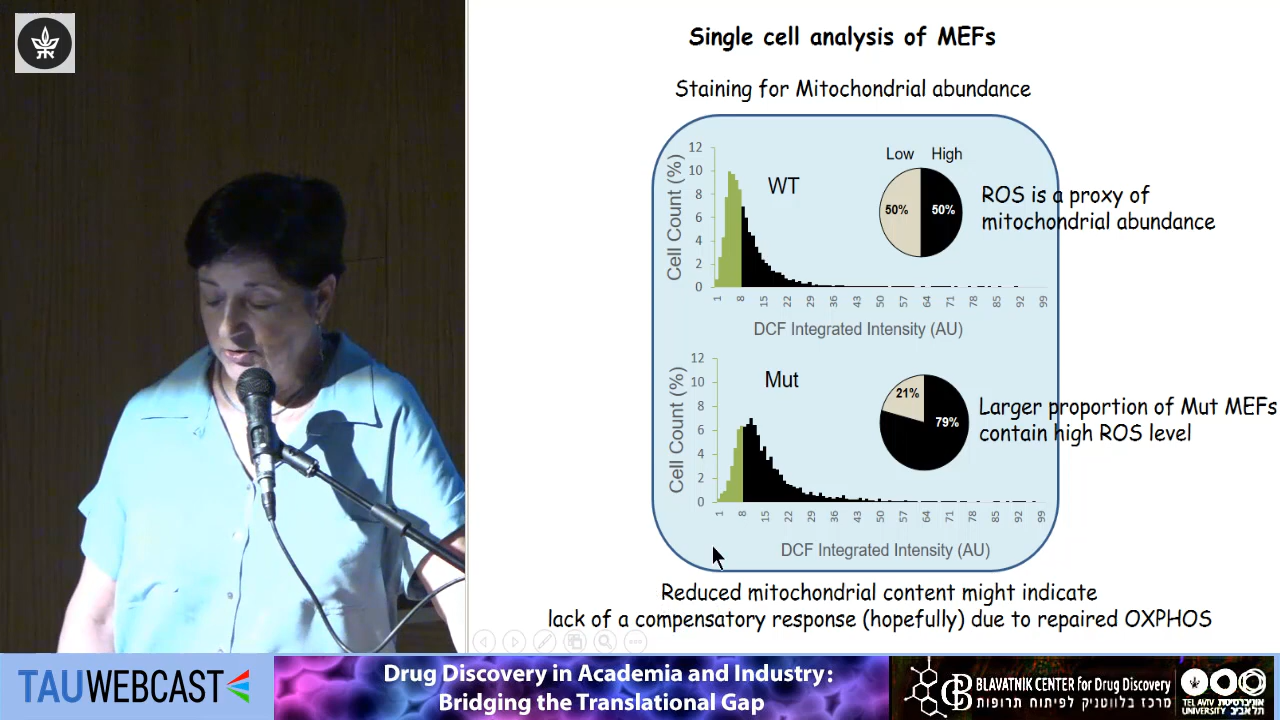 Single cell analysis of MEFs
Staining for Mitochondrial abundance
12
10
8
6
4
2
0
Cell Count (%)
WT
Low High
50% 50%
ROS is a proxy of
mitochondrial abundance
1 8 15 22 29 36 43 50 57 64 71 78 85 92 99
DCF Integrated Intensity (AU)
12
10
8
6
4
2
0
Cell Count (%)
Mut
21%
79%
Larger proportion of Mut MEFs
contain high ROS level
1 8 15 22 29 36 43 50 57 64 71 78 85 92 99
DCF Integrated Intensity (AU)
Reduced mitochondrial content might indicate
lack of a compensatory response (hopefully) due to repaired OXPHOS
TAUWEBCAST
Drug Discovery in Academia and Industry:
Bridging the Translational Gap
BLAVATNIK CENTER for Drug Discovery
מרכז בלווטניק לפיתוח תרופות
TEL AVIV אוניברסיטת
UNIVERSITY תל אביב